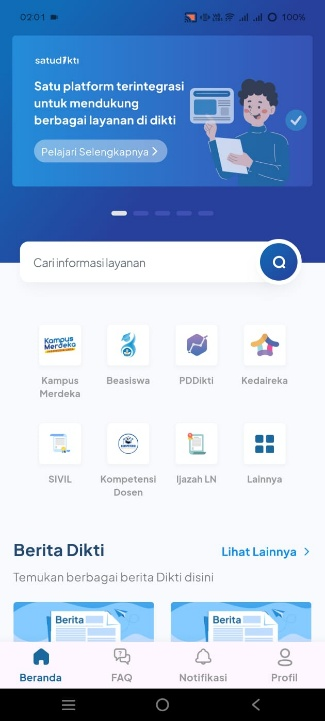 02.01
100%
satudikti
Satu platform terintegrasi
untuk mendukung
berbagai layanan di dikti
Pelajari Selengkapnya
Cari informasi layanan
Kampus
Merdeka
Kampus
Merdeka
Beasiswa
PDDikti
Kedaireka
SIVIL
Kompetensi
Dosen
Ijazah LN
Lainnya
Berita Dikti
Lihat Lainnya
Temukan berbagai berita Dikti disini
Berita
Berita
Beranda
FAQ
Notifikasi
Profil